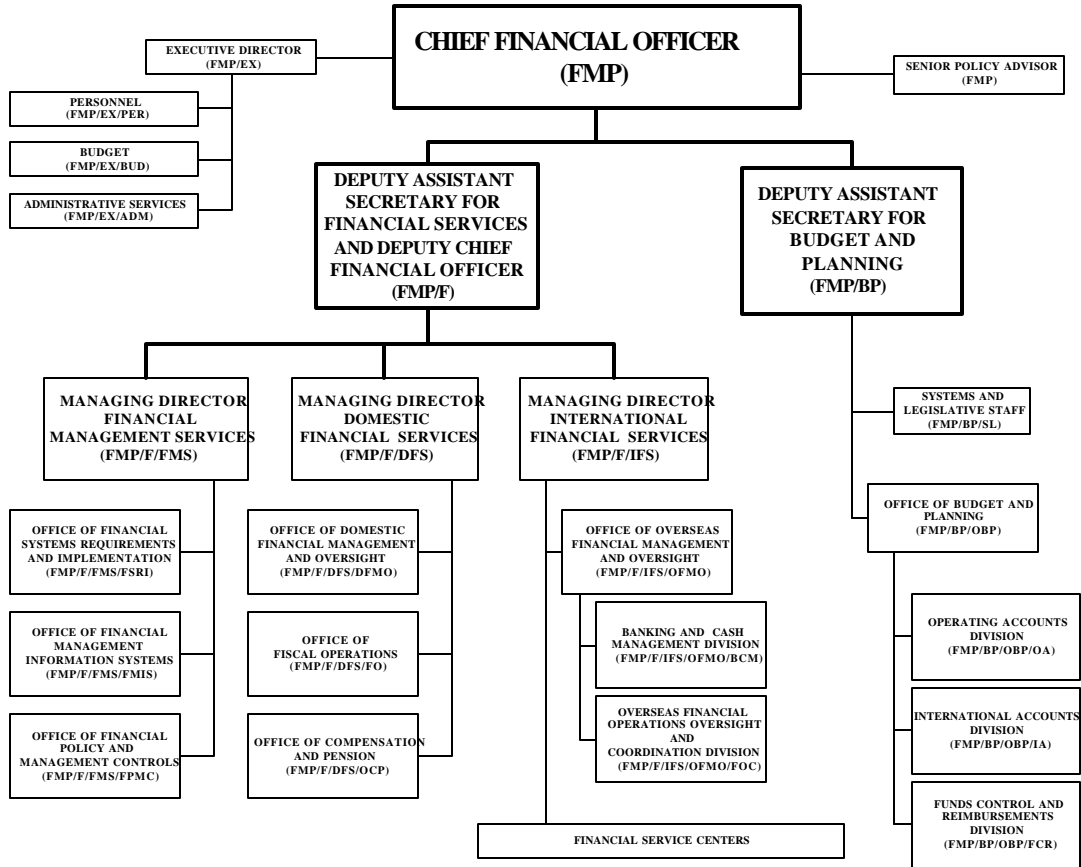 CHIEF FINANCIAL OFFICER
(FMP)
EXECUTIVE DIRECTOR
(FMP/EX)
SENIOR POLICY ADVISOR
(FMP)
PERSONNEL
(FMP/EX/PER)
BUDGET
(FMP/EX/BUD)
ADMINISTRATIVE SERVICES
(FMP/EX/ADM)
DEPUTY ASSISTANT
SECRETARY FOR
FINANCIAL SERVICES
AND DEPUTY CHIEF
FINANCIAL OFFICER
(FMP/F)
DEPUTY ASSISTANT
SECRETARY FOR
BUDGET AND
PLANNING
(FMP/BP)
MANAGING DIRECTOR
FINANCIAL
MANAGEMENT SERVICES
(FMP/F/FMS)
MANAGING DIRECTOR
DOMESTIC
FINANCIAL SERVICES
(FMP/F/DFS)
MANAGING DIRECTOR
INTERNATIONAL
FINANCIAL SERVICES
(FMP/F/IFS)
SYSTEMS AND
LEGISLATIVE STAFF
(FMP/BP/SL)
OFFICE OF FINANCIAL
SYSTEMS REQUIREMENTS
AND IMPLEMENTATION
(FMP/F/FMS/FSRI)
OFFICE OF DOMESTIC
FINANCIAL MANAGEMENT
AND OVERSIGHT
(FMP/F/DFS/DFMO)
OFFICE OF OVERSEAS
FINANCIAL MANAGEMENT
AND OVERSIGHT
(FMP/F/IFS/OFMO)
OFFICE OF BUDGET AND
PLANNING
(FMP/BP/OBP)
OFFICE OF FINANCIAL
MANAGEMENT
INFORMATION SYSTEMS
(FMP/F/FMS/FMIS)
OFFICE OF
FISCAL OPERATIONS
(FMP/F/DFS/FO)
BANKING AND CASH
MANAGEMENT DIVISION
(FMP/F/IFS/OFMO/BCM)
OPERATING ACCOUNTS
DIVISION
(FMP/BP/OBP/OA)
OFFICE OF FINANCIAL
POLICY AND
MANAGEMENT CONTROLS
(FMP/F/FMS/FPMC)
OFFICE OF COMPENSATION
AND PENSION
(FMP/F/DFS/OCP)
OVERSEAS FINANCIAL
OPERATIONS OVERSIGHT
AND
COORDINATION DIVISION
(FMP/F/IFS/OFMO/FOC)
INTERNATIONAL ACCOUNTS
DIVISION
(FMP/BP/OBP/IA)
FINANCIAL SERVICE CENTERS
FUNDS CONTROL AND
REIMBURSEMENTS
DIVISION
(FMP/BP/OBP/FCR)